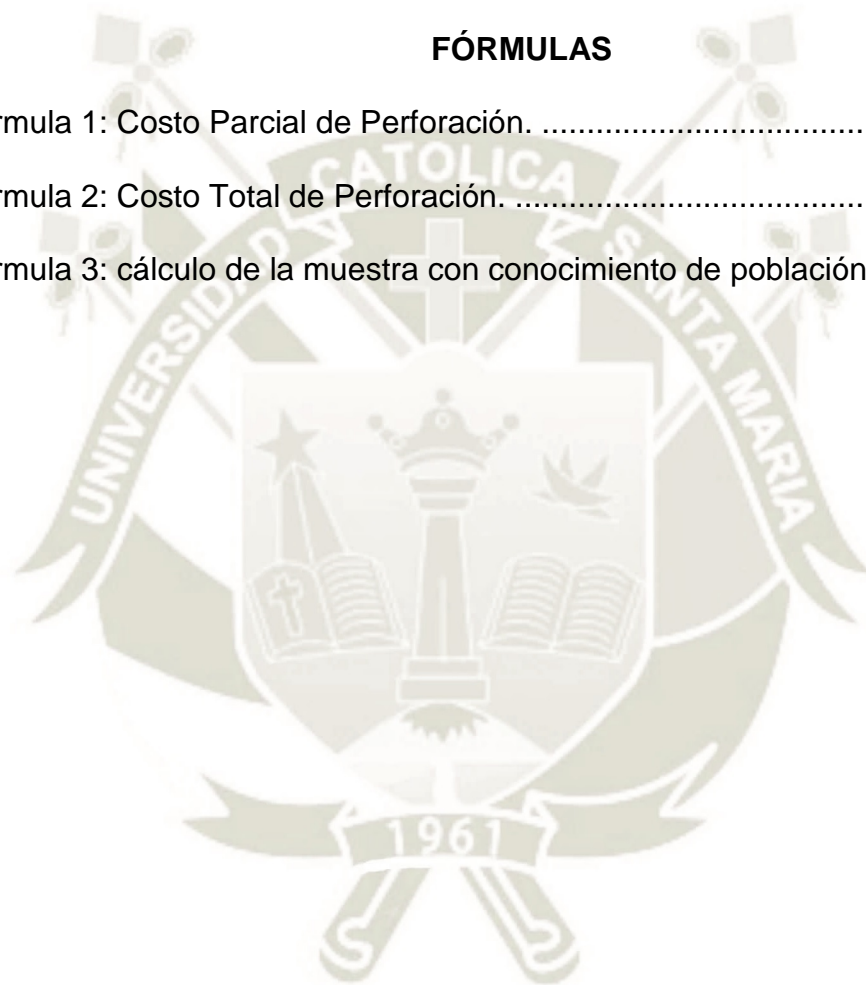 FÓRMULAS
rmula 1: Costo Parcial de Perforación. ...................................
rmula 2: Costo Total de Perforación. ......................................
rmula 3: cálculo de la muestra con conocimiento de población
UNIVERSIDAD CATOLICA SANTA MARIA
1961